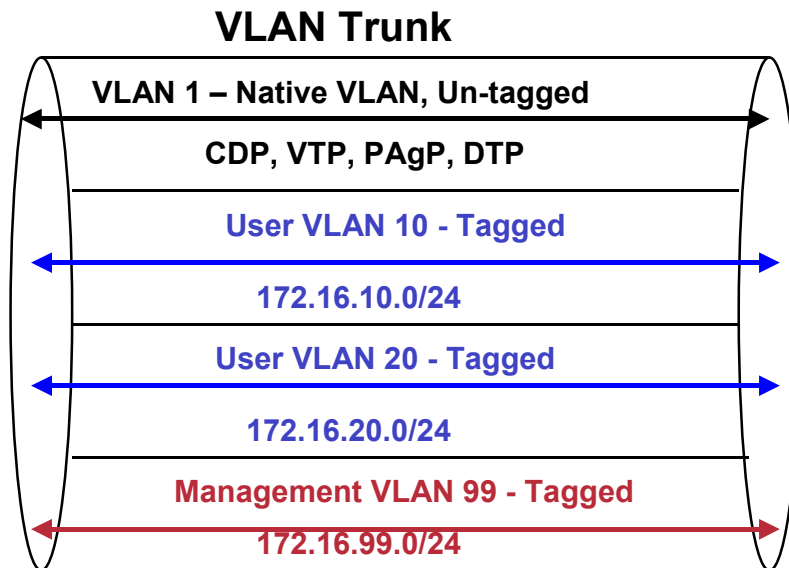 VLAN Trunk
VLAN 1 – Native VLAN, Un-tagged
CDP, VTP, PAgP, DTP
User VLAN 10 - Tagged
172.16.10.0/24
User VLAN 20 - Tagged
172.16.20.0/24
Management VLAN 99 - Tagged
172.16.99.0/24